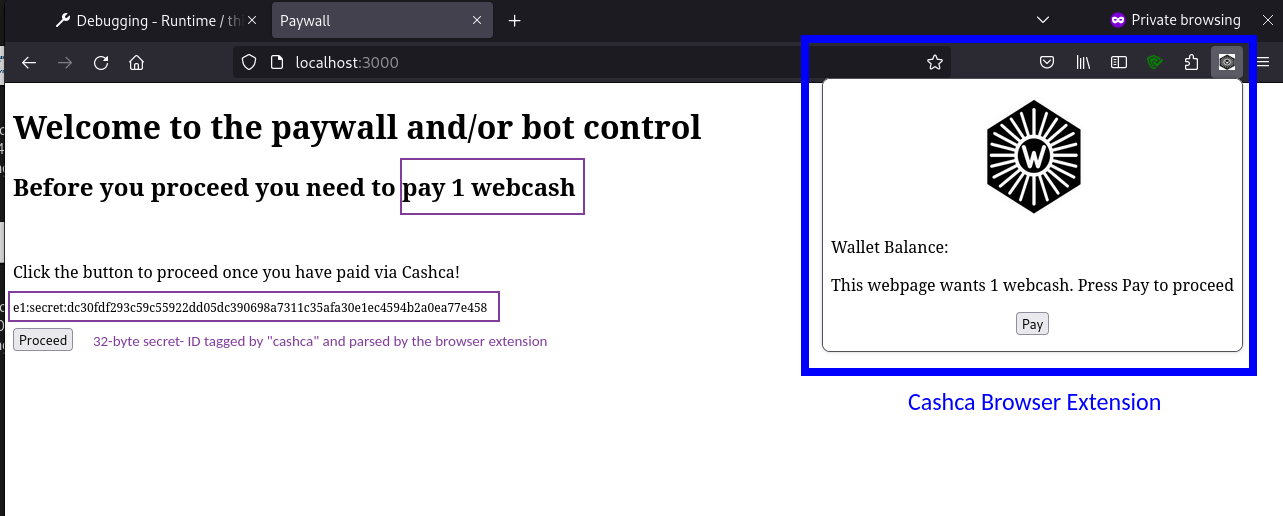 Debugging - Runtime / th
Paywall
Private browsing
localhost:3000
Welcome to the paywall and/or bot control
Before you proceed you need to pay 1 webcash
Click the button to proceed once you have paid via Cashca!
e1:secret:dc30fdf293c59c55922dd05dc390698a7311c35afa30e1ec4594b2a0ea77e458
Proceed
32-byte secret- ID tagged by "cashca" and parsed by the browser extension
W
Wallet Balance:
This webpage wants 1 webcash. Press Pay to proceed
Pay
Cashca Browser Extension